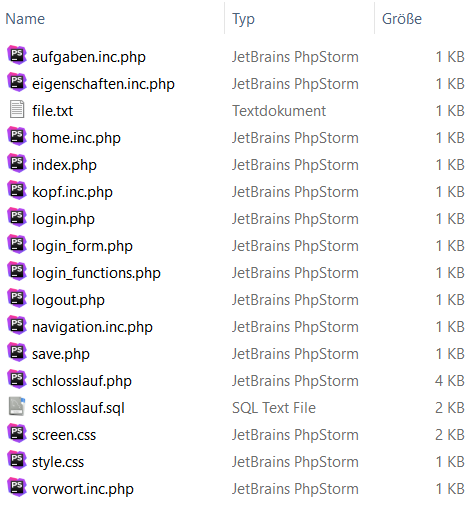 Name Typ Größe
aufgaben.inc.php JetBrains PhpStorm 1 KB
eigenschaften.inc.php JetBrains PhpStorm 1 KB
file.txt Textdokument 1 KB
home.inc.php JetBrains PhpStorm 1 KB
index.php JetBrains PhpStorm 1 KB
kopf.inc.php JetBrains PhpStorm 1 KB
login.php JetBrains PhpStorm 1 KB
login_form.php JetBrains PhpStorm 1 KB
login_functions.php JetBrains PhpStorm 1 KB
logout.php JetBrains PhpStorm 1 KB
navigation.inc.php JetBrains PhpStorm 1 KB
save.php JetBrains PhpStorm 1 KB
schlosslauf.php JetBrains PhpStorm 4 KB
schlosslauf.sql SQL Text File 2 KB
screen.css JetBrains PhpStorm 2 KB
style.css JetBrains PhpStorm 1 KB
vorwort.inc.php JetBrains PhpStorm 1 KB